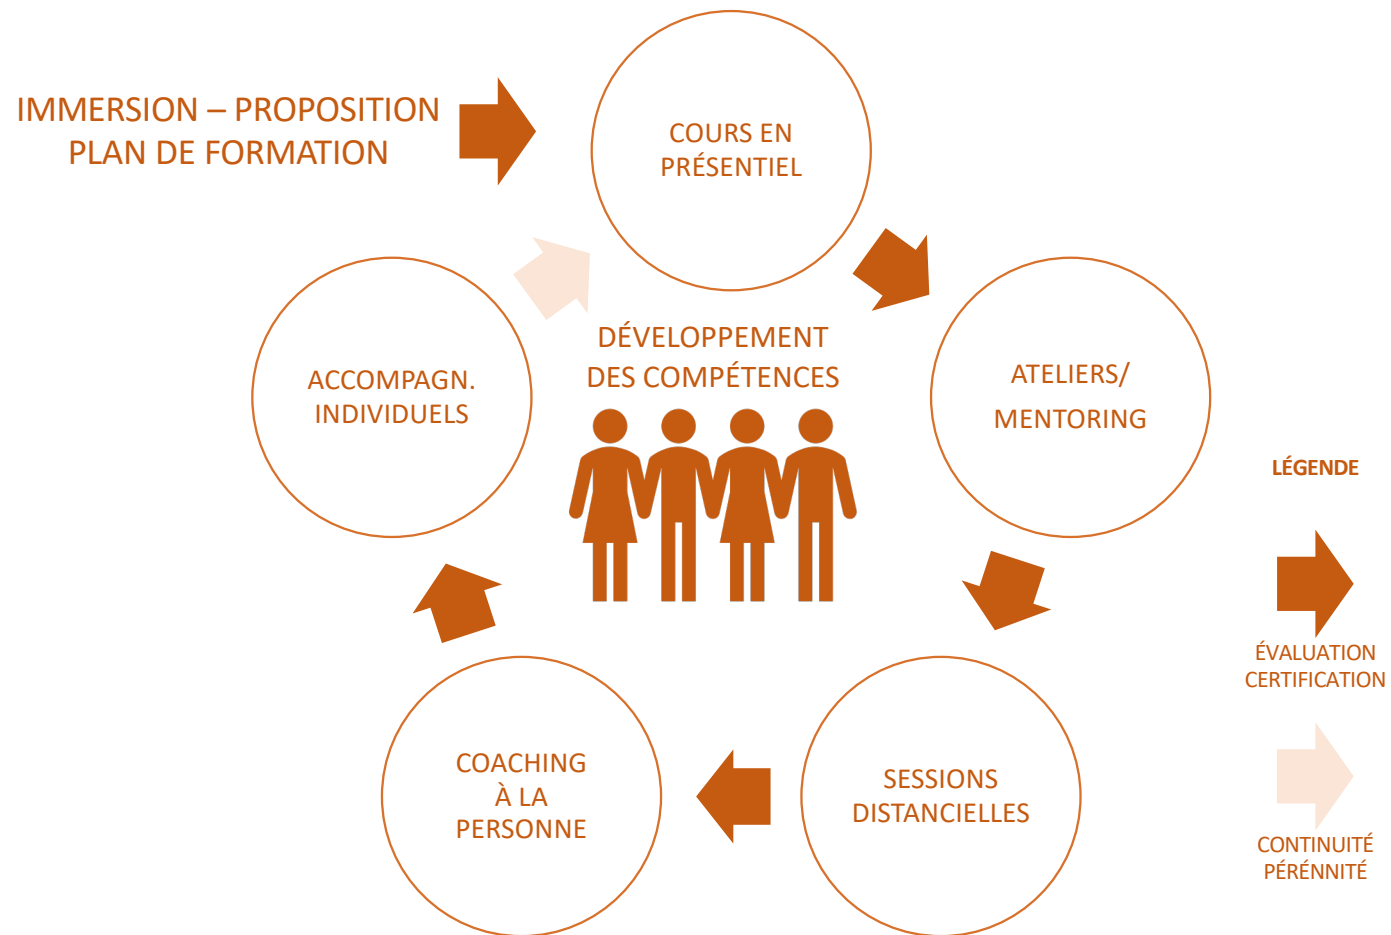 IMMERSION – PROPOSITION
PLAN DE FORMATION
COURS EN
PRÉSENTIEL
DÉVELOPPEMENT
DES COMPÉTENCES
ACCOMPAGN.
INDIVIDUELS
ATELIERS/
MENTORING
COACHING
À LA
PERSONNE
SESSIONS
DISTANCIELLES
LÉGENDE
ÉVALUATION
CERTIFICATION
CONTINUITÉ
PÉRÉNNITÉ